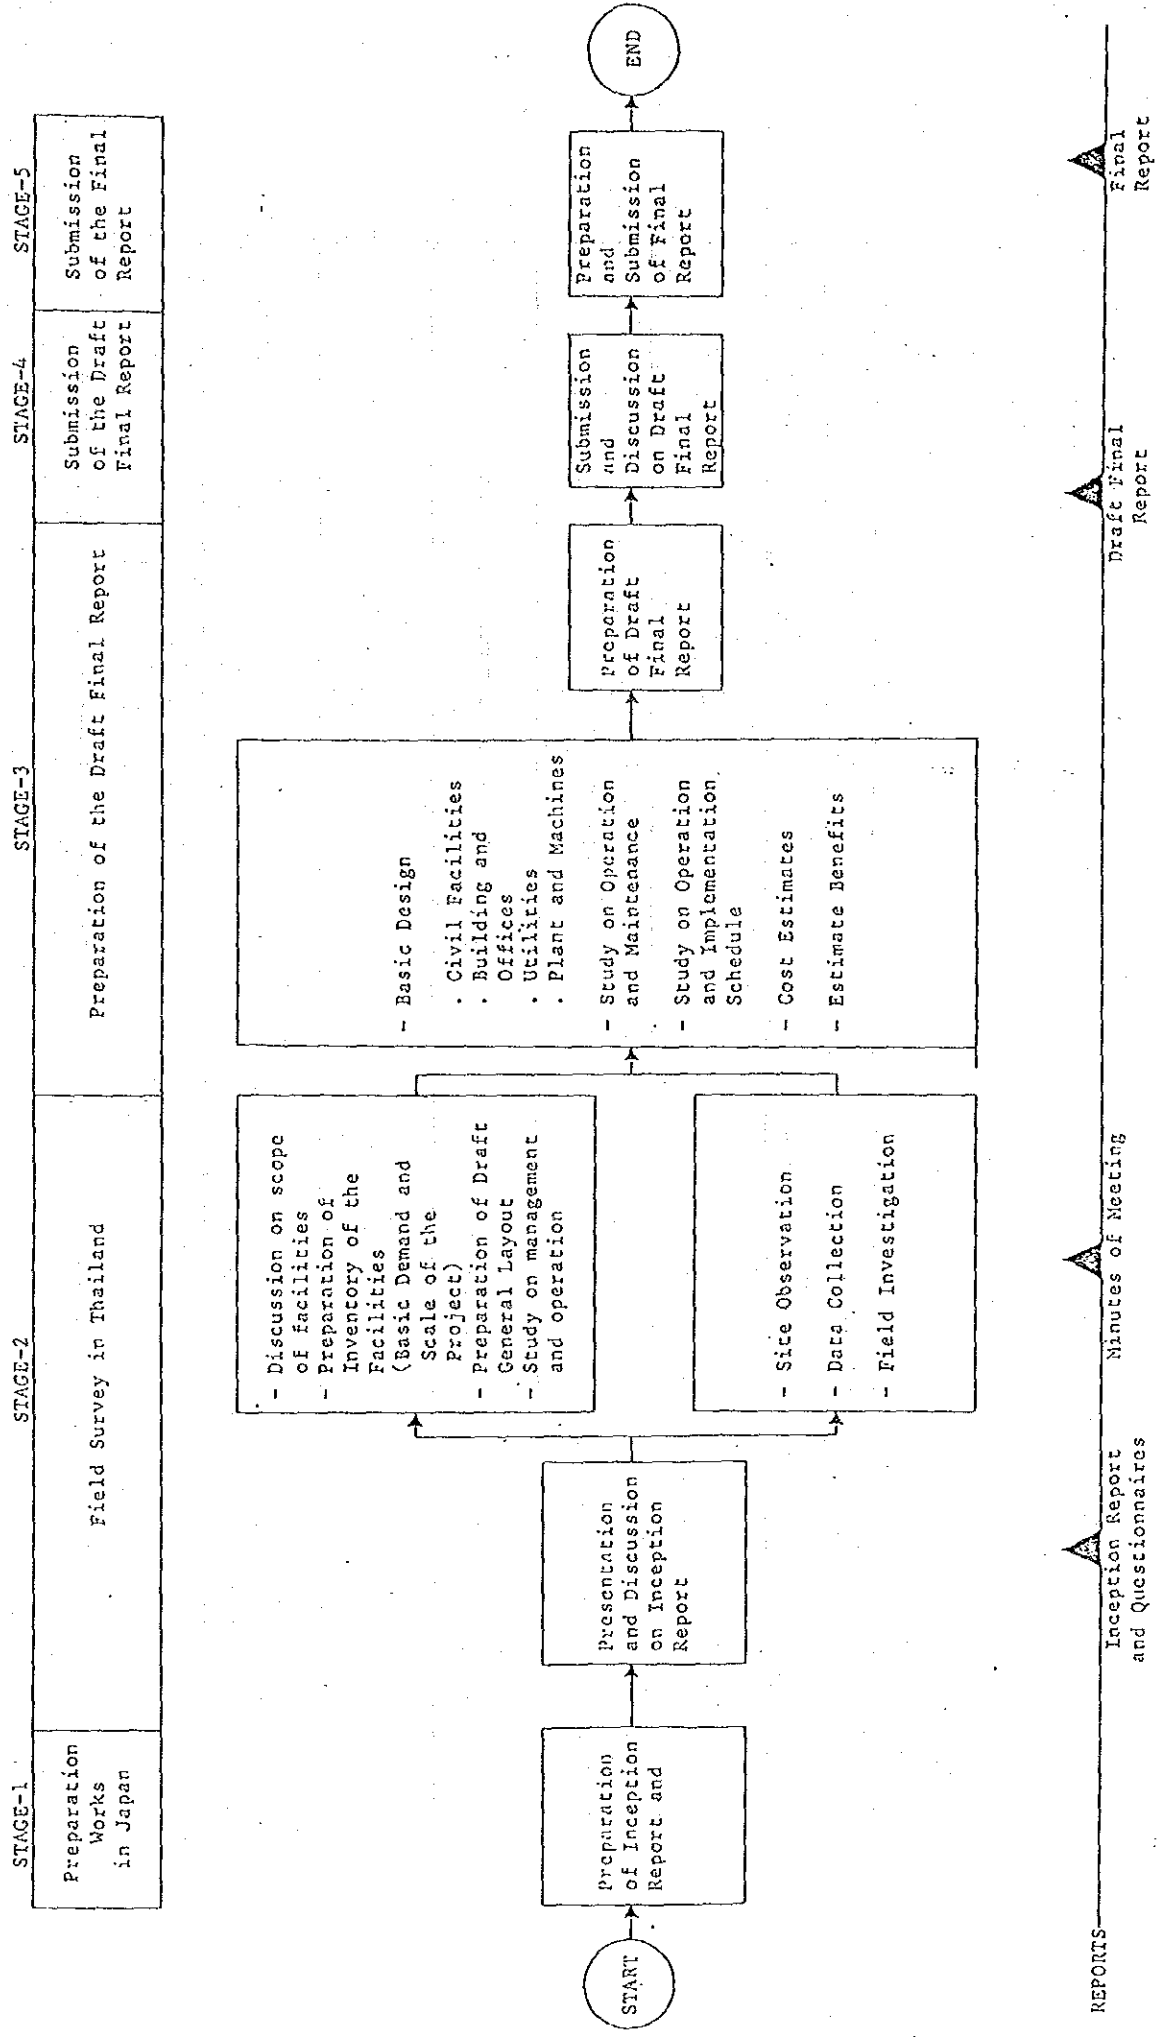 STAGE-1
STAGE-2
STAGE-3
STAGE-4
STAGE-5
Preparation
Works
in Japan
Field Survey in Thailand
Preparation of the Draft Final Report
Submission
of the Draft
Final Report
Submission
of the Final
Report
START
Preparation
of Inception
Report and
Presentation
and Discussion
on Inception
Report
- Discussion on scope
of facilities
- Preparation of
Inventory of the
Facilities
(Basic Demand and
Scale of the
Project)
- Preparation of Draft
General Layout
- Study on management
and operation
- Site Observation
- Data Collection
- Field Investigation
- Basic Design
. Civil Facilities
. Building and
Offices
. Utilities
. Plant and Machines
- Study on Operation
and Maintenance
- Study on Operation
and Implementation
Schedule
- Cost Estimates
- Estimate Benefits
Preparation
of Draft
Final
Report
Submission
and
Discussion
on Draft
Final
Report
Preparation
and
Submission
of Final
Report
END
REPORTS
Inception Report
and Questionnaires
Minutes of Meeting
Draft Final
Report
Final
Report